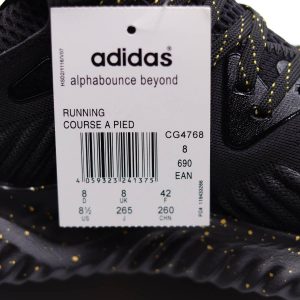 adidas®
alphabounce beyond
RUNNING
COURSE A PIED
CG4768
8
690
EAN
4 059323 241375
8 8 42
D UK F
8½ 265 260
US J CHN